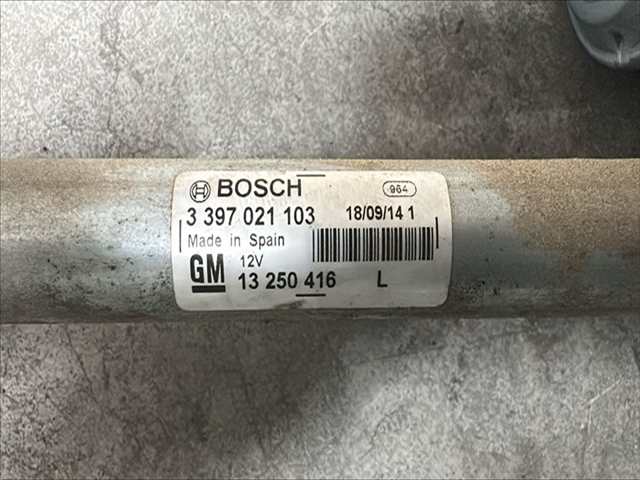 BOSCH 964
3 397 021 103 18/09/14 1
Made in Spain
GM 12V
13 250 416 L